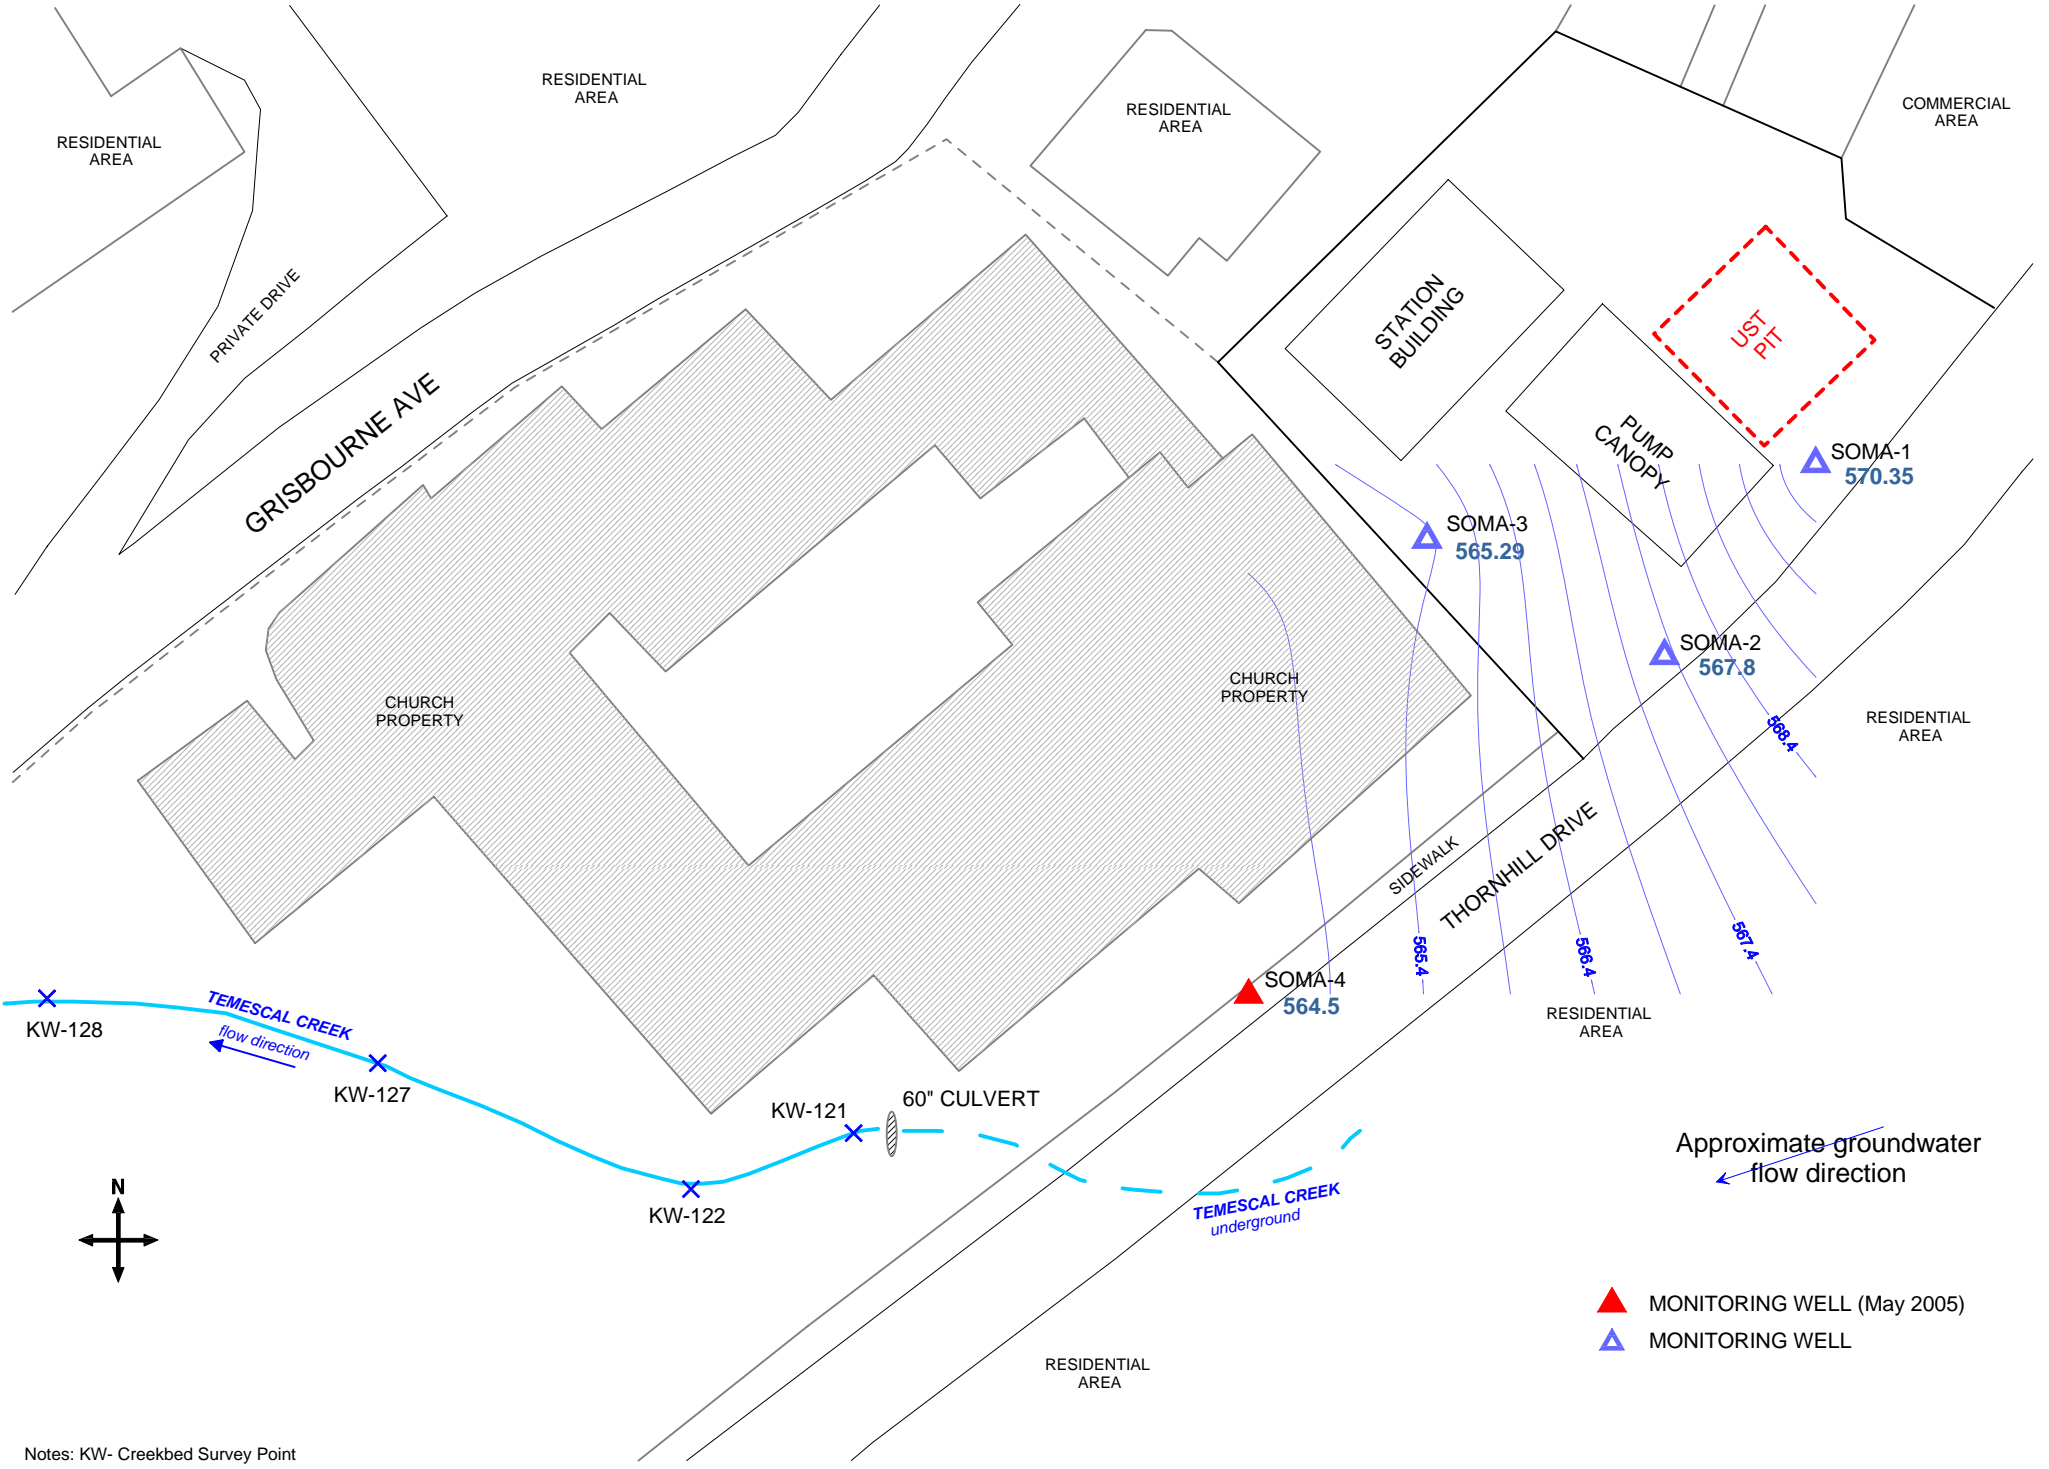 RESIDENTIAL
AREA
RESIDENTIAL
AREA
RESIDENTIAL
AREA
COMMERCIAL
AREA
PRIVATE DRIVE
GRISBOURNE AVE
STATION
BUILDING
UST
PIT
PUMP
CANOPY
SOMA-1
570.35
SOMA-3
565.29
SOMA-2
567.8
CHURCH
PROPERTY
CHURCH
PROPERTY
RESIDENTIAL
AREA
568.4
567.4
566.4
565.4
SIDEWALK
THORNHILL DRIVE
SOMA-4
564.5
RESIDENTIAL
AREA
TEMESCAL CREEK
flow direction
KW-128
KW-127
KW-121
60" CULVERT
KW-122
TEMESCAL CREEK
underground
Approximate groundwater
flow direction
N
MONITORING WELL (May 2005)
MONITORING WELL
RESIDENTIAL
AREA
Notes: KW- Creekbed Survey Point